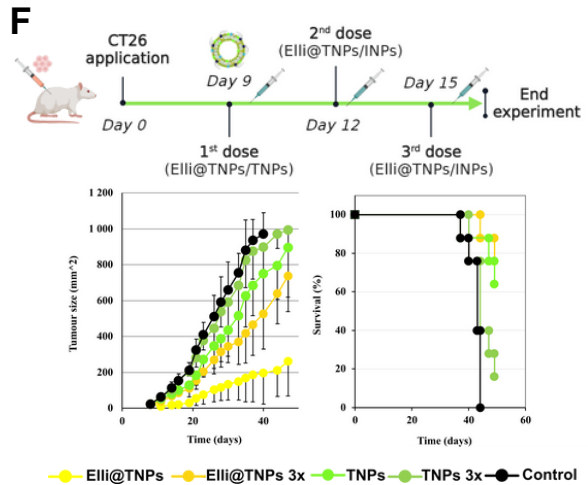 F
CT26
application
2nd dose
(Elli@TNPs/INPs)
Day 9
Day 15
Day 0
Day 12
End
experiment
1st dose
(Elli@TNPs/TNPs)
3rd dose
(Elli@TNPs/INPs)
Tumour size (mm^2)
1 200
1 000
800
600
400
200
0
0 20 40
Time (days)
Survival (%)
100
80
60
40
20
0
0 20 40 60
Time (days)
Elli@TNPs Elli@TNPs 3x TNPs TNPs 3x Control